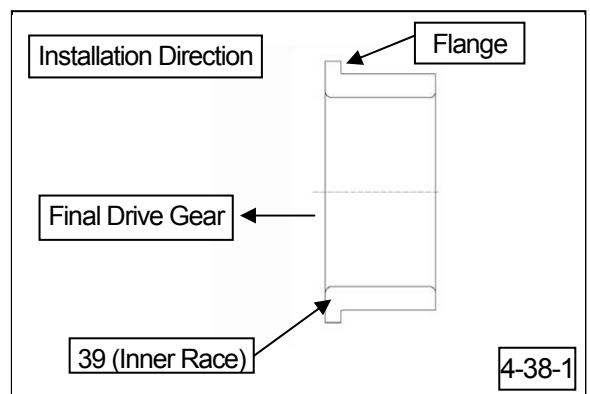 Installation Direction
Flange
Final Drive Gear
39 (Inner Race)
4-38-1